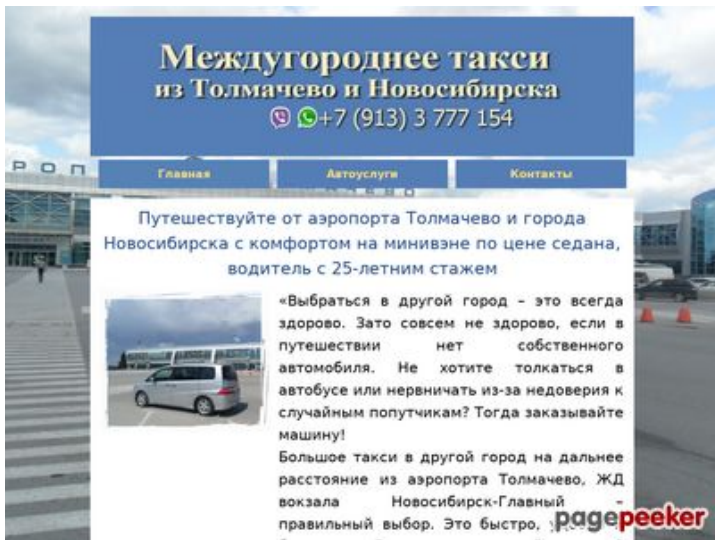 Междугороднее такси
из Толмачево и Новосибирска
+7 (913) 3 777 154
Главная Автоуслуги Контакты
Путешествуйте от аэропорта Толмачево и города
Новосибирска с комфортом на минивэне по цене седана,
водитель с 25-летним стажем
«Выбраться в другой город – это всегда
здорово. Зато совсем не здорово, если в
путешествии нет собственного
автомобиля. Не хотите толкаться в
автобусе или нервничать из-за недоверия к
случайным попутчикам? Тогда заказывайте
машину!
Большое такси в другой город на дальнее
расстояние из аэропорта Толмачево, ЖД
вокзала Новосибирск-Главный –
правильный выбор. Это быстро,
pagepeeker